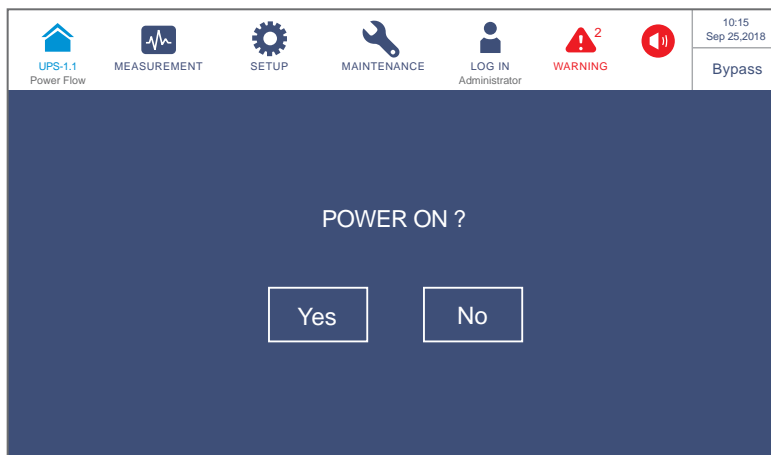 UPS-1.1
Power Flow
MEASUREMENT
SETUP
MAINTENANCE
LOG IN
Administrator
2
WARNING
10:15
Sep 25,2018
Bypass
POWER ON ?
Yes
No